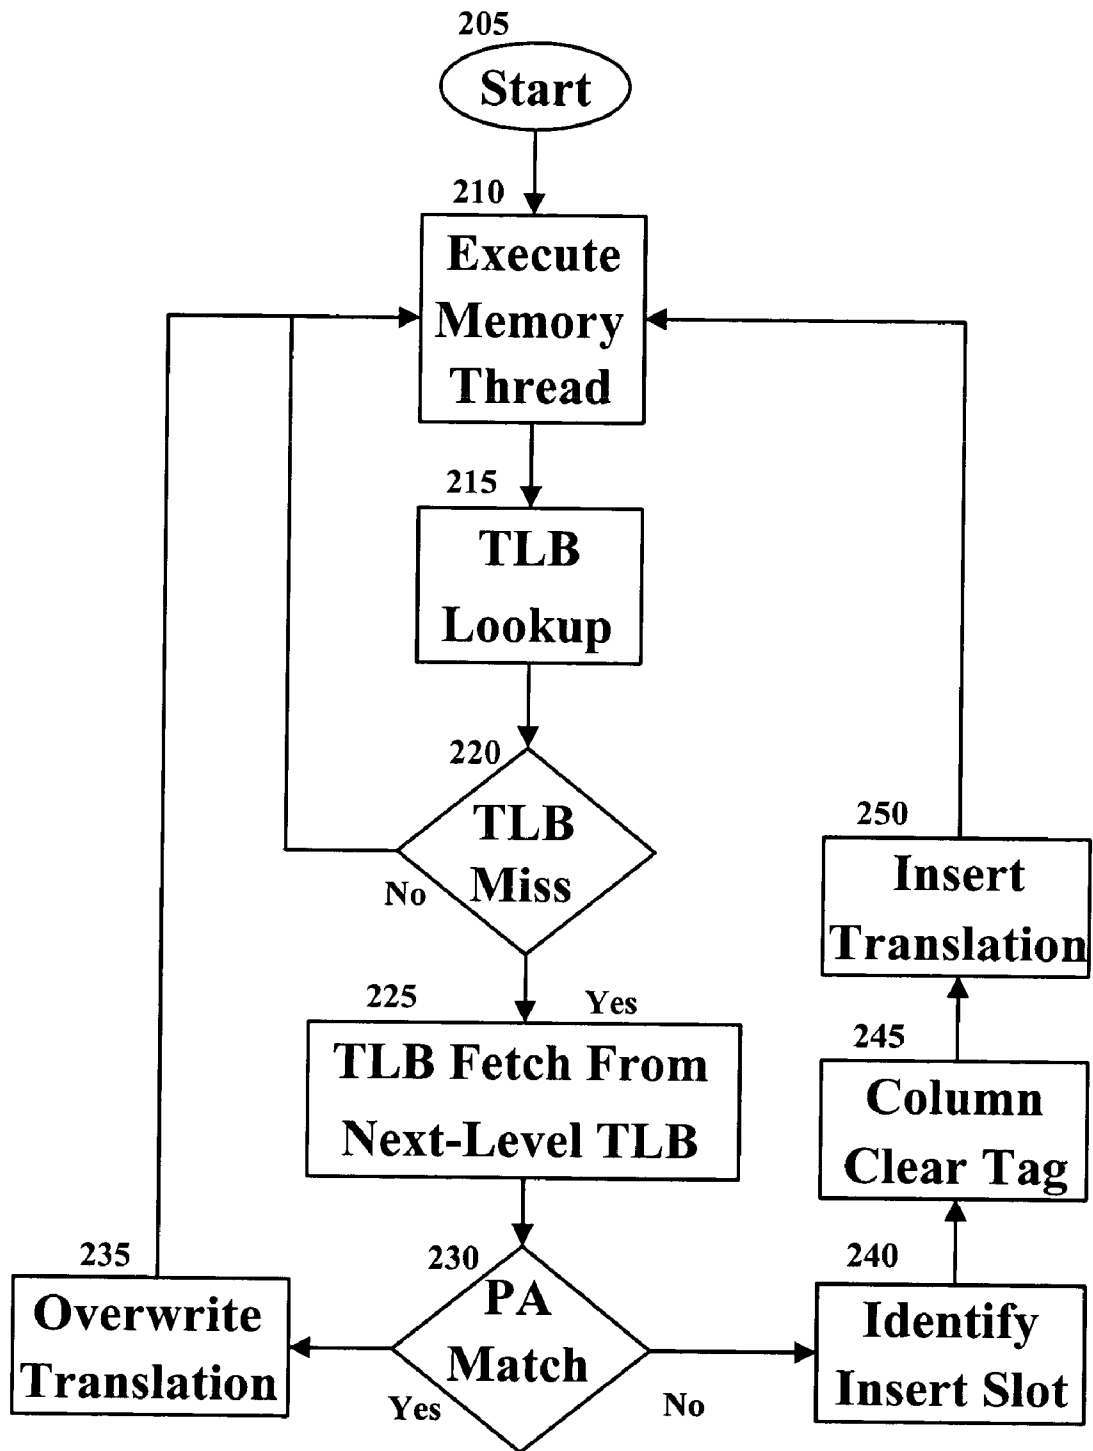 205
Start
210
Execute
Memory
Thread
215
TLB
Lookup
220
TLB
Miss
No
Yes
225
TLB Fetch From
Next-Level TLB
230
PA
Match
Yes
No
235
Overwrite
Translation
240
Identify
Insert Slot
245
Column
Clear Tag
250
Insert
Translation